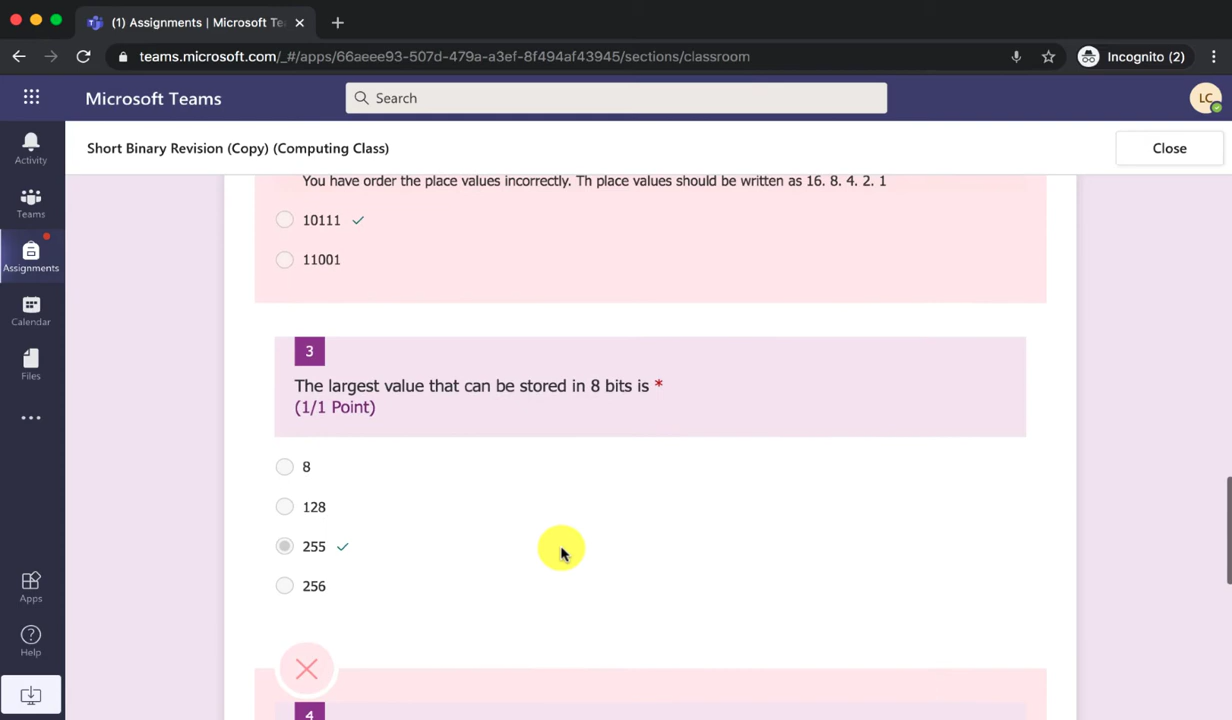 (1) Assignments | Microsoft Te
teams.microsoft.com/_#/apps/66aeee93-507d-479a-a3ef-8f494af43945/sections/classroom
Incognito (2)
Microsoft Teams
Search
LC
Activity
Teams
Assignments
Calendar
Files
Apps
Help
Short Binary Revision (Copy) (Computing Class)
Close
You have order the place values incorrectly. Th place values should be written as 16. 8. 4. 2. 1
10111
11001
3
The largest value that can be stored in 8 bits is *
(1/1 Point)
8
128
255
256
4